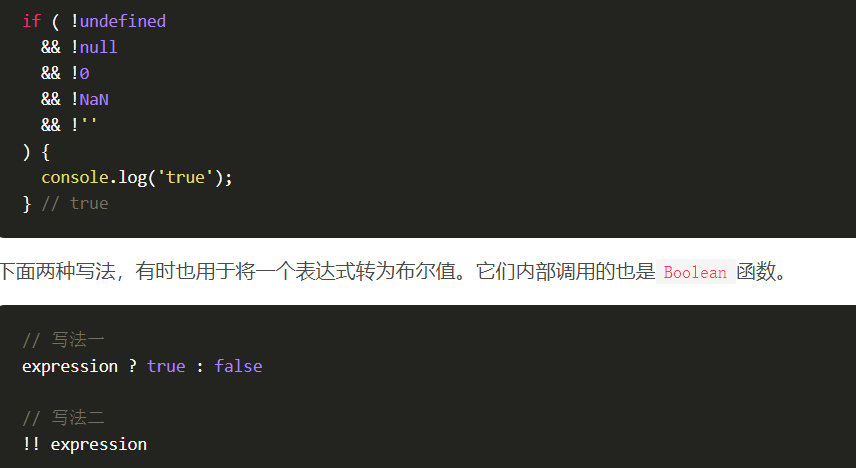 if ( !undefined
  && !null
  && !0
  && !NaN
  && !''
) {
  console.log('true');
} // true
下面两种写法，有时也用于将一个表达式转为布尔值。它们内部调用的也是 Boolean 函数。
// 写法一
expression ? true : false
// 写法二
!! expression